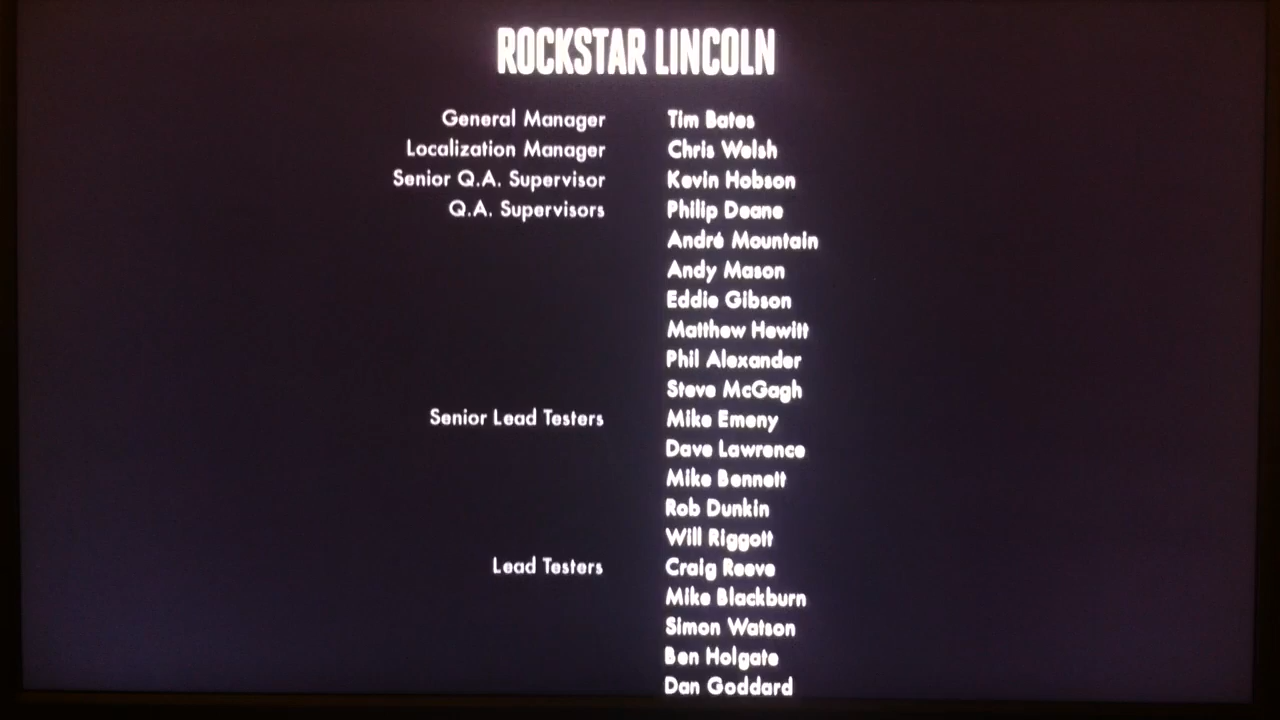 ROCKSTAR LINCOLN
General Manager Tim Bates
Localization Manager Chris Welsh
Senior Q.A. Supervisor Kevin Hobson
Q.A. Supervisors Philip Deane
André Mountain
Andy Mason
Eddie Gibson
Matthew Hewitt
Phil Alexander
Steve McGagh
Senior Lead Testers Mike Emeny
Dave Lawrence
Mike Bennett
Rob Dunkin
Will Riggott
Lead Testers Craig Reeve
Mike Blackburn
Simon Watson
Ben Holgate
Dan Goddard